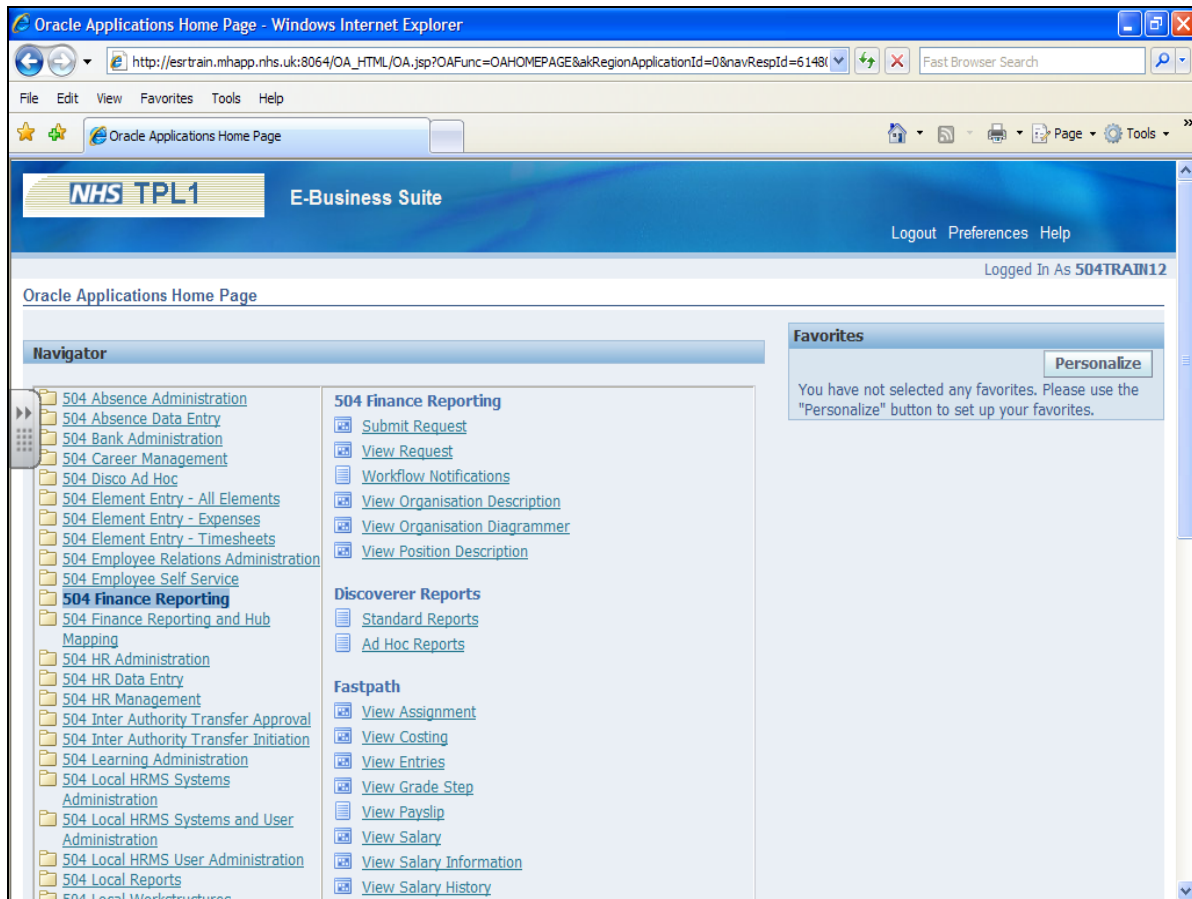 Oracle Applications Home Page - Windows Internet Explorer
http://esrtrain.mhapp.nhs.uk:8064/OA_HTML/OA.jsp?OAFunc=OAHOMEPAGE&akRegionApplicationId=0&navRespId=6148(
Fast Browser Search
File Edit View Favorites Tools Help
Oracle Applications Home Page
Page Tools
NHS TPL1
E-Business Suite
Logout Preferences Help
Logged In As 504TRAIN12
Oracle Applications Home Page
Navigator
504 Absence Administration
504 Absence Data Entry
504 Bank Administration
504 Career Management
504 Disco Ad Hoc
504 Element Entry - All Elements
504 Element Entry - Expenses
504 Element Entry - Timesheets
504 Employee Relations Administration
504 Employee Self Service
504 Finance Reporting
504 Finance Reporting and Hub
Mapping
504 HR Administration
504 HR Data Entry
504 HR Management
504 Inter Authority Transfer Approval
504 Inter Authority Transfer Initiation
504 Learning Administration
504 Local HRMS Systems
Administration
504 Local HRMS Systems and User
Administration
504 Local HRMS User Administration
504 Local Reports
504 Local Workstructures
504 Finance Reporting
Submit Request
View Request
Workflow Notifications
View Organisation Description
View Organisation Diagrammer
View Position Description
Discoverer Reports
Standard Reports
Ad Hoc Reports
Fastpath
View Assignment
View Costing
View Entries
View Grade Step
View Payslip
View Salary
View Salary Information
View Salary History
Favorites
Personalize
You have not selected any favorites. Please use the
"Personalize" button to set up your favorites.